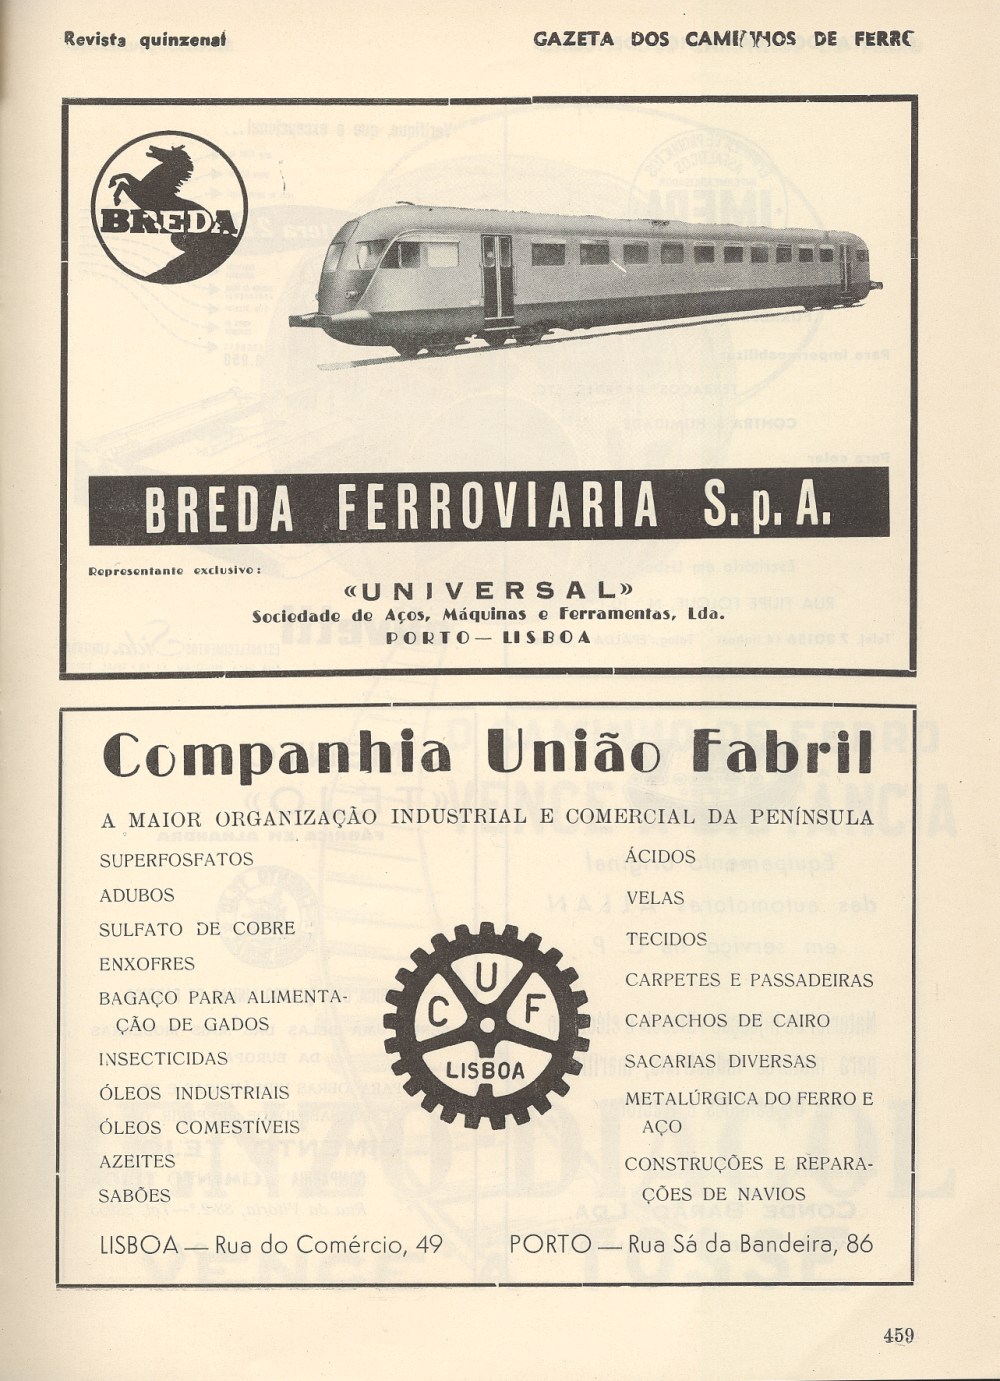 Revista quinzenal
GAZETA DOS CAMINHOS DE FERRO
BREDA
BREDA FERROVIARIA S.p.A.
Representante exclusivo:
«UNIVERSAL»
Sociedade de Aços, Máquinas e Ferramentas, Lda.
PORTO — LISBOA
Companhia União Fabril
A MAIOR ORGANIZAÇÃO INDUSTRIAL E COMERCIAL DA PENÍNSULA
SUPERFOSFATOS
ADUBOS
SULFATO DE COBRE
ENXOFRES
BAGAÇO PARA ALIMENTA-
ÇÃO DE GADOS
INSECTICIDAS
ÓLEOS INDUSTRIAIS
ÓLEOS COMESTÍVEIS
AZEITES
SABÕES
C U F
LISBOA
ÁCIDOS
VELAS
TECIDOS
CARPETES E PASSADEIRAS
CAPACHOS DE CAIRO
SACARIAS DIVERSAS
METALÚRGICA DO FERRO E
AÇO
CONSTRUÇÕES E REPARA-
ÇÕES DE NAVIOS
LISBOA — Rua do Comércio, 49
PORTO — Rua Sá da Bandeira, 86
459